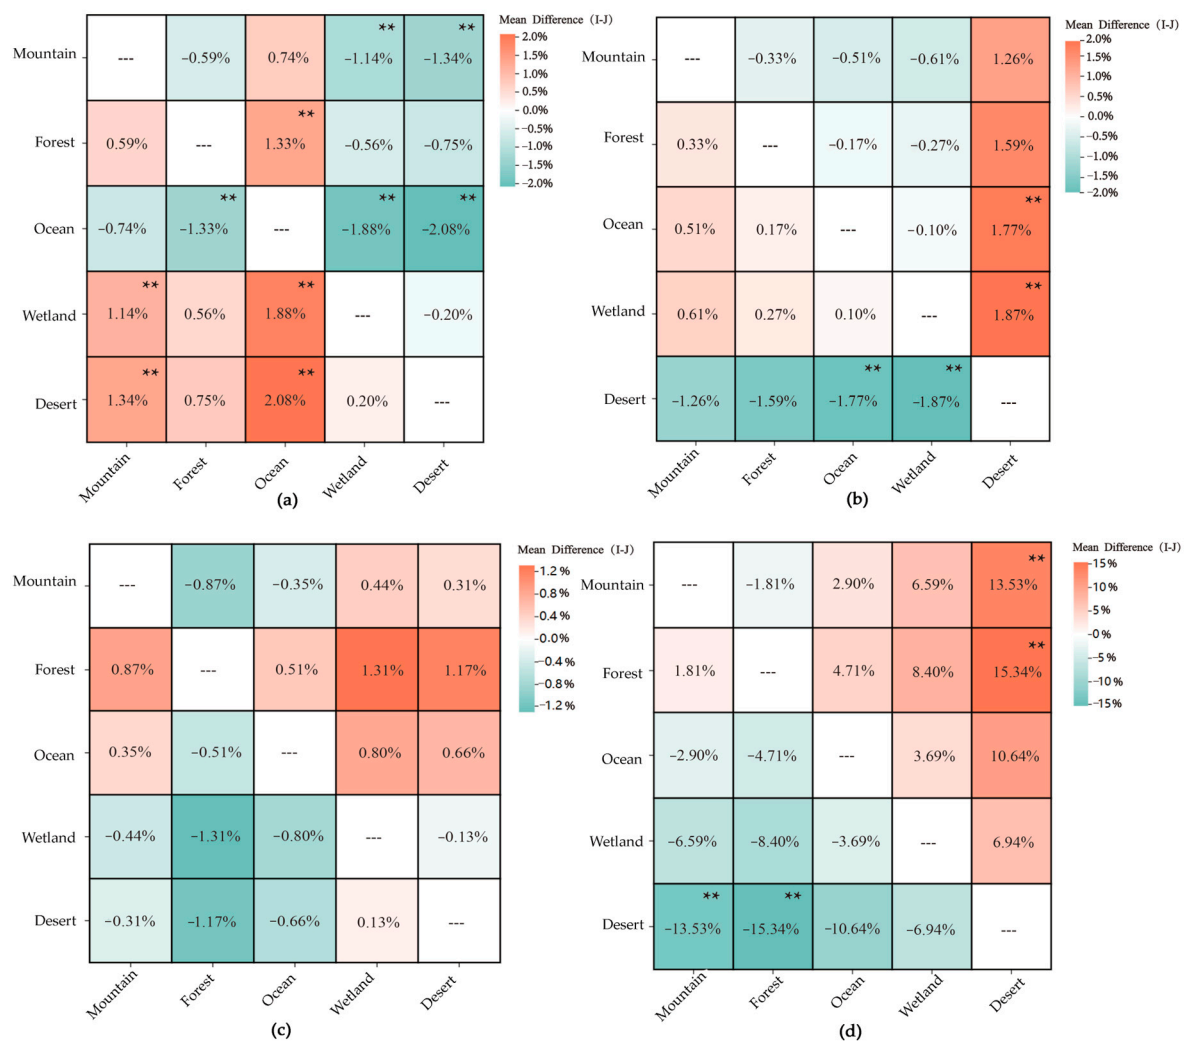 Mean Difference (I-J)
2.0%
1.5%
1.0%
0.5%
0.0%
−0.5%
−1.0%
−1.5%
−2.0%
** **
Mountain --- −0.59% 0.74% −1.14% −1.34%
**
Forest 0.59% --- 1.33% −0.56% −0.75%
** ** **
Ocean −0.74% −1.33% --- −1.88% −2.08%
** **
Wetland 1.14% 0.56% 1.88% --- −0.20%
** **
Desert 1.34% 0.75% 2.08% 0.20% ---
Mountain Forest Ocean Wetland Desert
(a)
Mean Difference (I-J)
2.0%
1.5%
0.5%
0.0%
−0.5%
−1.0%
−1.5%
−2.0%
Mountain --- −0.33% −0.51% −0.61% 1.26%
Forest 0.33% --- −0.17% −0.27% 1.59%
**
Ocean 0.51% 0.17% --- −0.10% 1.77%
**
Wetland 0.61% 0.27% 0.10% --- 1.87%
** **
Desert −1.26% −1.59% −1.77% −1.87% ---
Mountain Forest Ocean Wetland Desert
(b)
Mean Difference (I-J)
1.2%
0.8%
0.4%
0.0%
−0.4%
−0.8%
−1.2%
Mountain --- −0.87% −0.35% 0.44% 0.31%
Forest 0.87% --- 0.51% 1.31% 1.17%
Ocean 0.35% −0.51% --- 0.80% 0.66%
Wetland −0.44% −1.31% −0.80% --- −0.13%
Desert −0.31% −1.17% −0.66% 0.13% ---
Mountain Forest Ocean Wetland Desert
(c)
Mean Difference (I-J)
15%
10%
5%
0%
−5%
−10%
−15%
**
Mountain --- −1.81% 2.90% 6.59% 13.53%
**
Forest 1.81% --- 4.71% 8.40% 15.34%
Ocean −2.90% −4.71% --- 3.69% 10.64%
Wetland −6.59% −8.40% −3.69% --- 6.94%
** **
Desert −13.53% −15.34% −10.64% −6.94% ---
Mountain Forest Ocean Wetland Desert
(d)